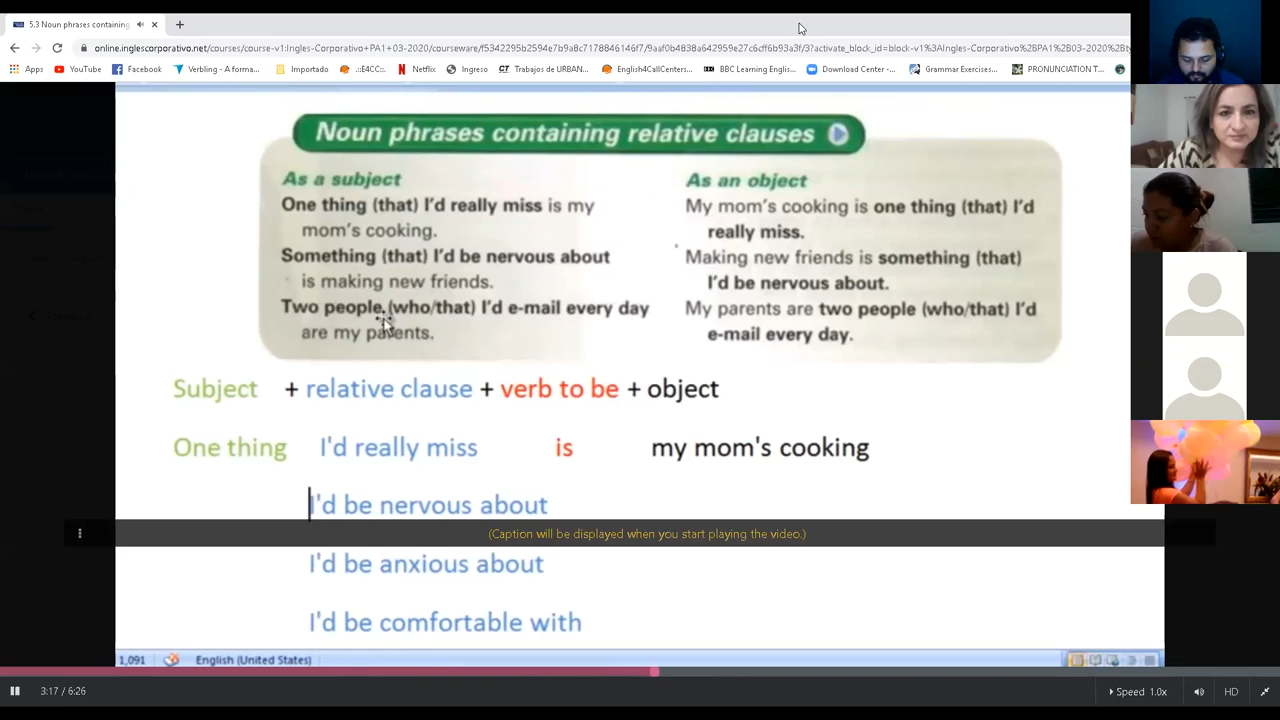 5.3 Noun phrases containing
online.inglescorporativo.net/courses/course-v1:Ingles-Corporativo+PA1+03-2020/courseware/f5342295b2594e7b9a8c7178846146f7/9aaf0b4838a642959e27c6cff6b93a3f/3?activate_block_id=block-v1%3AIngles-Corporativo%2BPA1%2B03-2020%2Bty
Apps YouTube Facebook Verbling - A forma... Importado .::E4CC::. Netflix Ingreso Trabajos de URBAN... English4CallCenters... BBC Learning Englis... Download Center -... Grammar Exercises... PRONUNCIATION T...
Noun phrases containing relative clauses
As a subject
One thing (that) I'd really miss is my
mom's cooking.
Something (that) I'd be nervous about
is making new friends.
Two people (who/that) I'd e-mail every day
are my parents.
As an object
My mom's cooking is one thing (that) I'd
really miss.
Making new friends is something (that)
I'd be nervous about.
My parents are two people (who/that) I'd
e-mail every day.
Subject + relative clause + verb to be + object
One thing I'd really miss is my mom's cooking
I'd be nervous about
(Caption will be displayed when you start playing the video.)
I'd be anxious about
I'd be comfortable with
1,091 English (United States)
3:17 / 6:26 Speed 1.0x HD